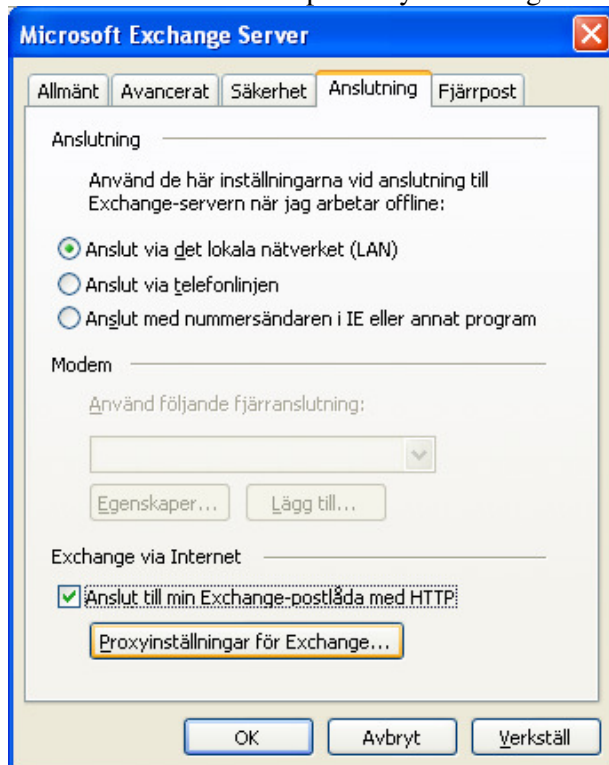 Microsoft Exchange Server
Allmänt Avancerat Säkerhet Anslutning Fjärrpost
Anslutning
Använd de här inställningarna vid anslutning till
Exchange-servern när jag arbetar offline:
Anslut via det lokala nätverket (LAN)
Anslut via telefonlinjen
Anslut med nummersändaren i IE eller annat program
Modem
Använd följande fjärranslutning:
Egenskaper... Lägg till...
Exchange via Internet
Anslut till min Exchange-postlåda med HTTP
Proxyinställningar för Exchange...
OK Avbryt Verkställ